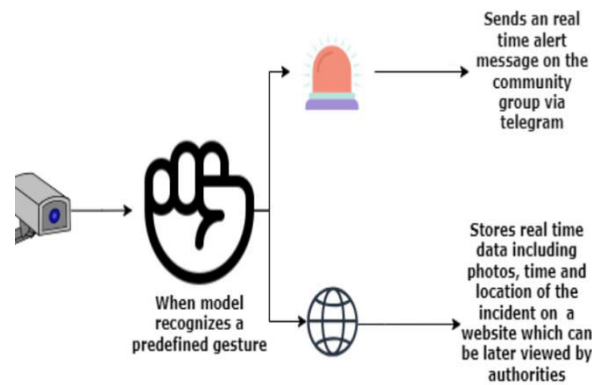 Sends an real
time alert
message on the
community
group via
telegram
When model
recognizes a
predefined gesture
Stores real time
data including
photos, time and
location of the
incident on a
website which can
be later viewed by
authorities